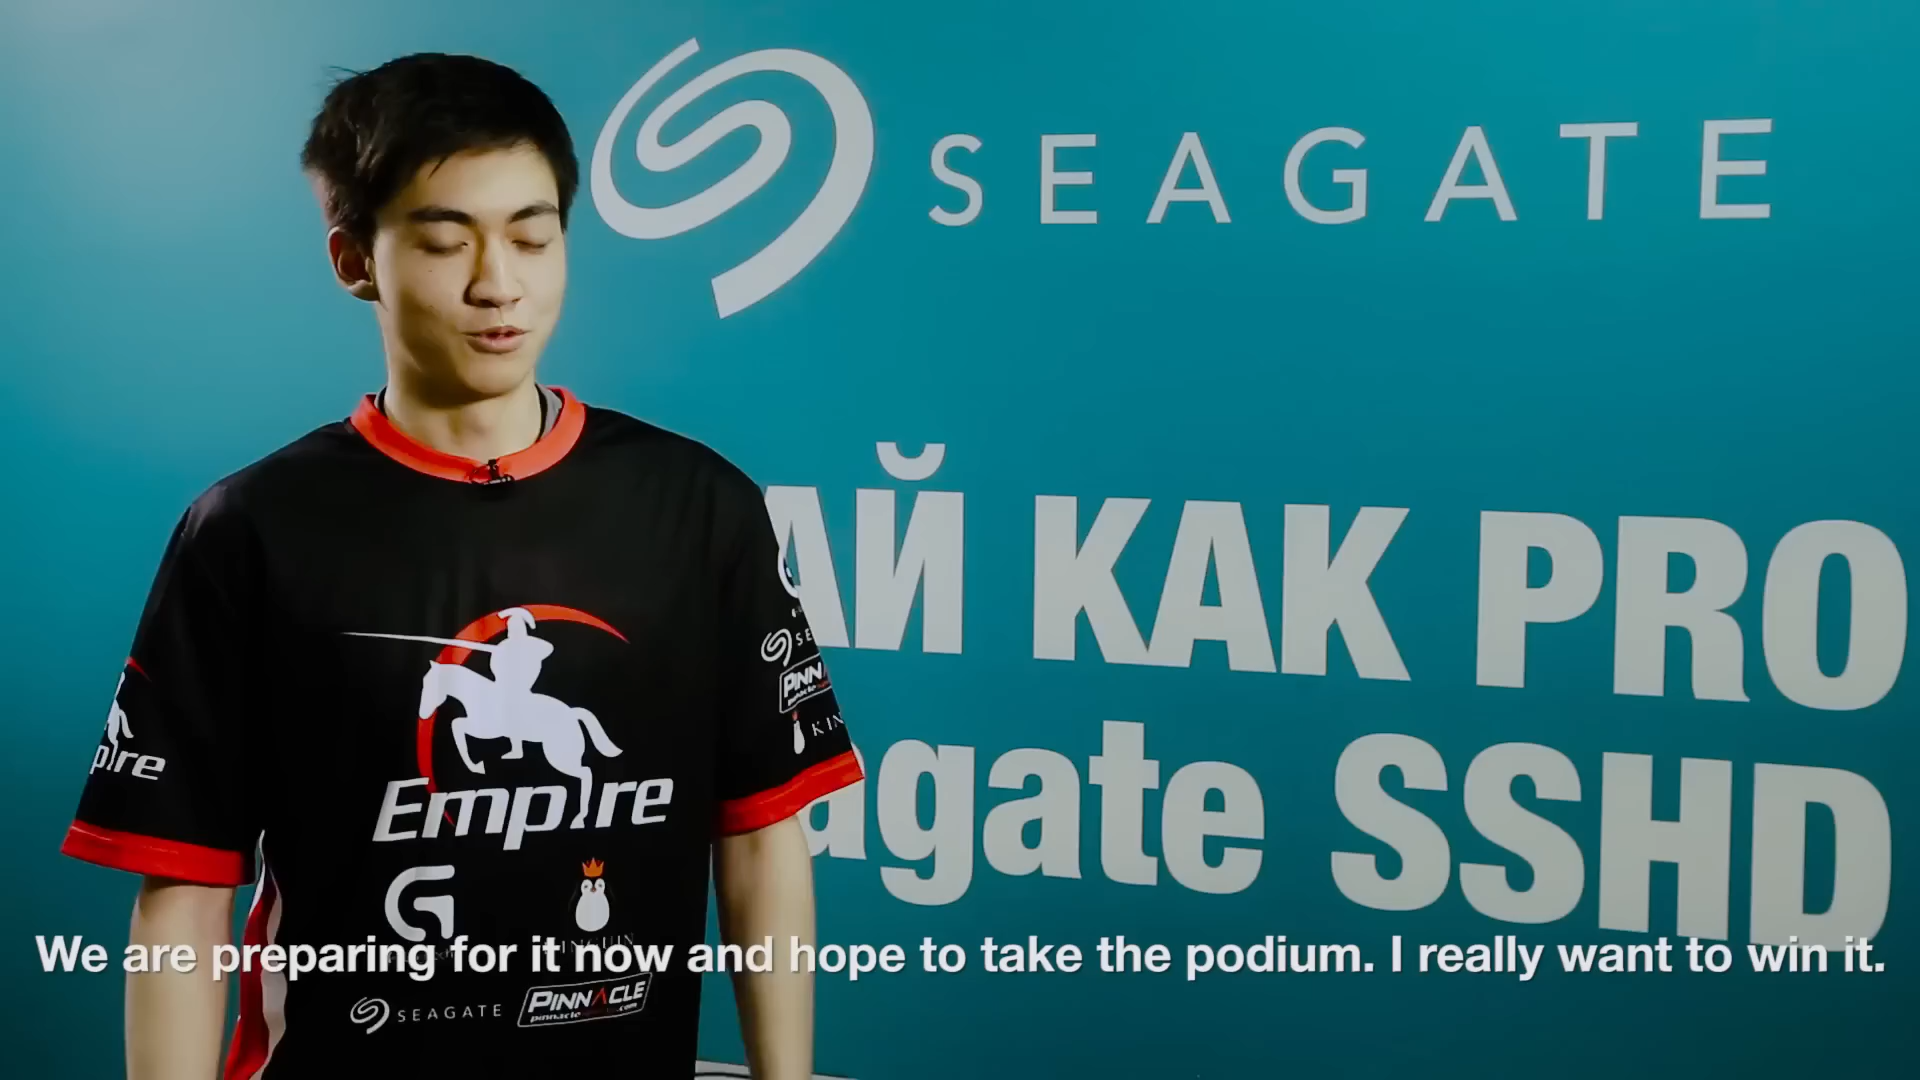 SEAGATE
АЙ КАК PRO
agate SSHD
Empire
SEAGATE
PINNACLE
We are preparing for it now and hope to take the podium. I really want to win it.